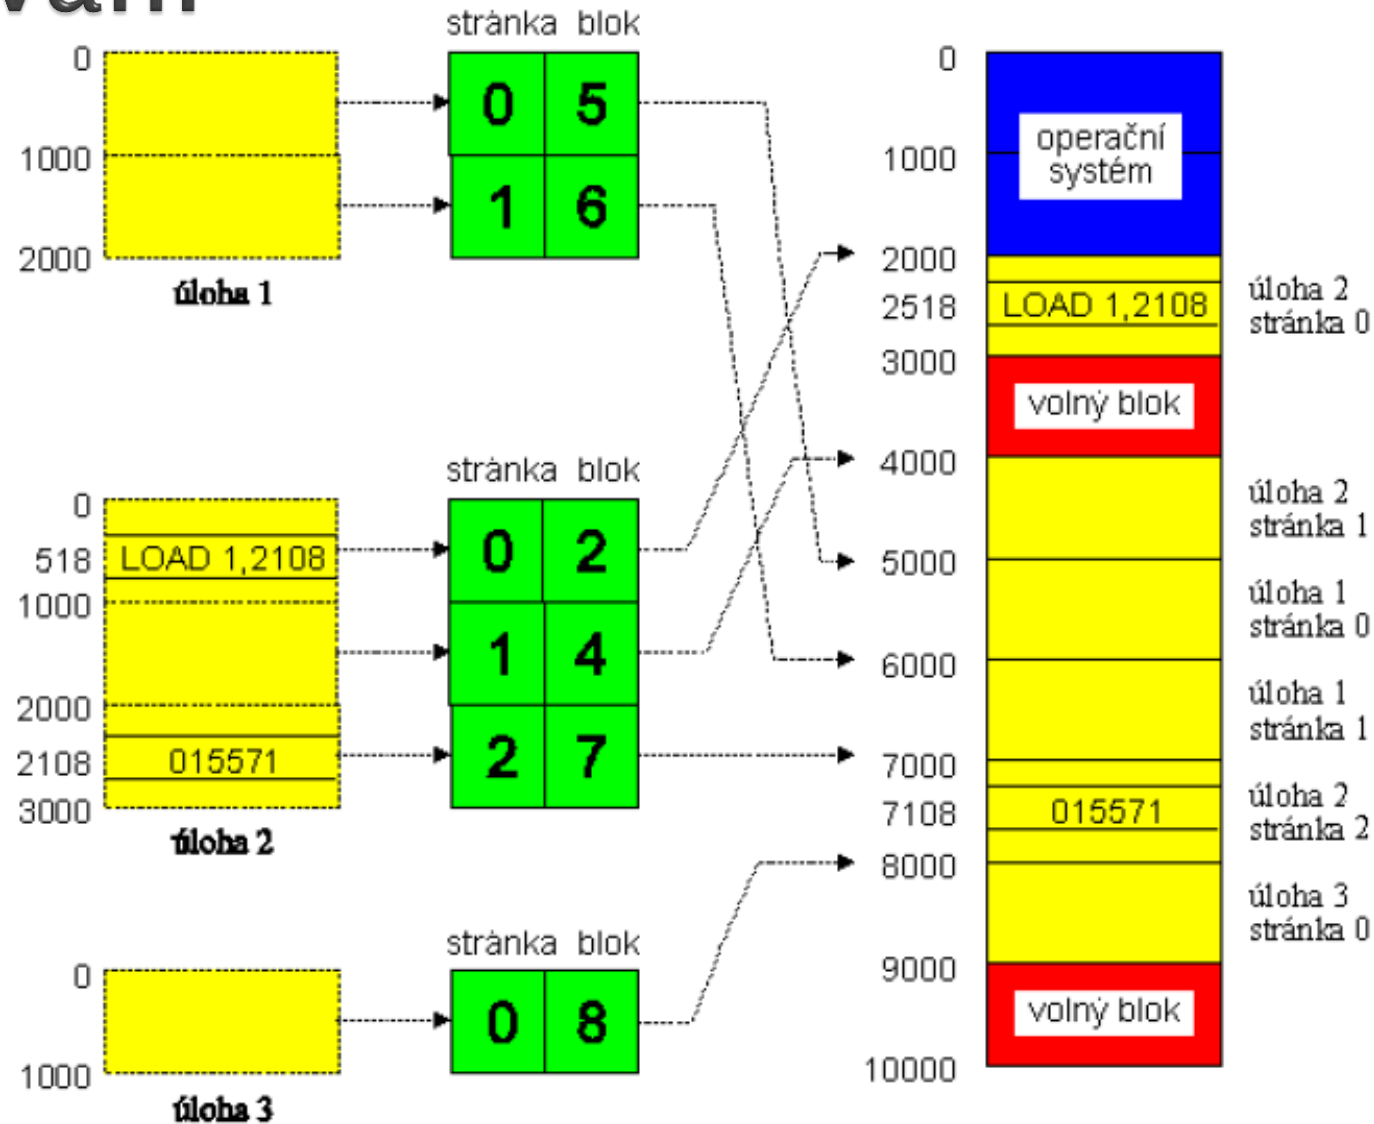 stránka blok
0
1000
2000
úloha 1
0 5
1 6
stránka blok
0
518
1000
2000
2108
3000
LOAD 1,2108
015571
úloha 2
0 2
1 4
2 7
stránka blok
0
1000
úloha 3
0 8
0
1000
2000
2518
3000
4000
5000
6000
7000
7108
8000
9000
10000
operační
systém
LOAD 1,2108
volný blok
015571
volný blok
úloha 2
stránka 0
úloha 2
stránka 1
úloha 1
stránka 0
úloha 1
stránka 1
úloha 2
stránka 2
úloha 3
stránka 0